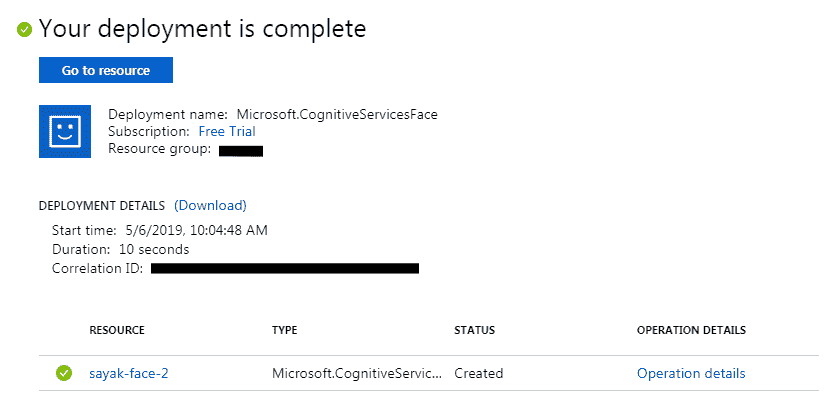 Your deployment is complete
Go to resource
Deployment name: Microsoft.CognitiveServicesFace
Subscription: Free Trial
Resource group:
DEPLOYMENT DETAILS (Download)
Start time: 5/6/2019, 10:04:48 AM
Duration: 10 seconds
Correlation ID:
RESOURCE TYPE STATUS OPERATION DETAILS
sayak-face-2 Microsoft.CognitiveServic... Created Operation details